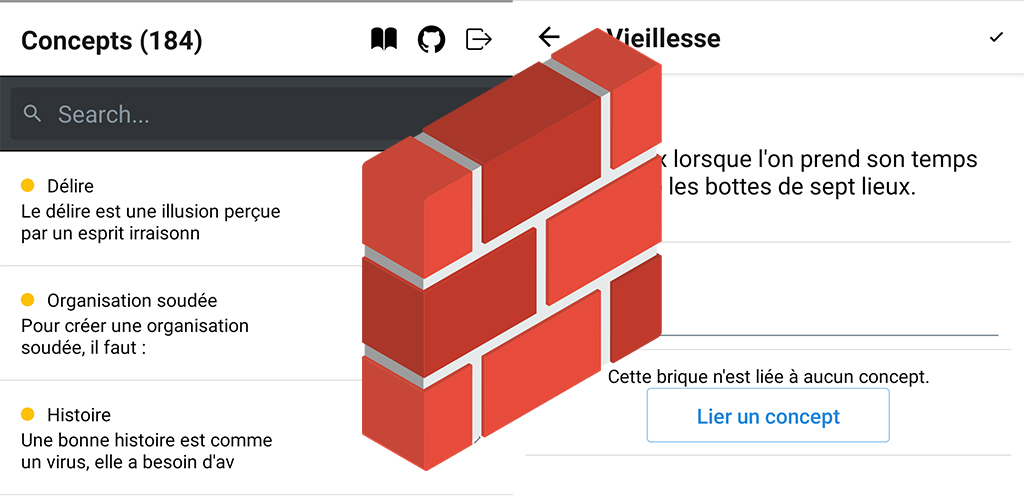 Concepts (184)
Search...
Délire
Le délire est une illusion perçue
par un esprit irraisonn
Organisation soudée
Pour créer une organisation
soudée, il faut :
Histoire
Une bonne histoire est comme
un virus, elle a besoin d'av
Vieillesse
lorsque l'on prend son temps
les bottes de sept lieux.
Cette brique n'est liée à aucun concept.
Lier un concept